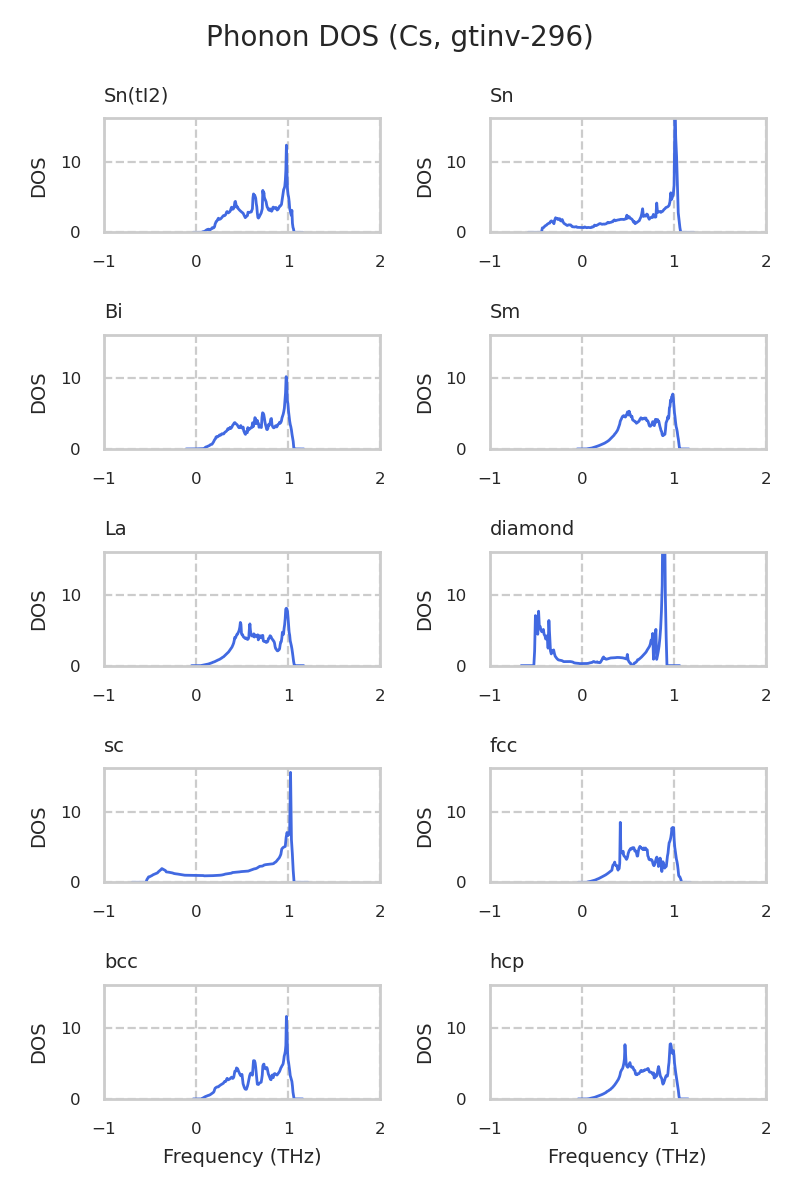 Phonon DOS (Cs, gtinv-296)
Sn(tI2)
Sn
DOS
10
0
−1 0 1 2
DOS
10
0
−1 0 1 2
Bi
Sm
DOS
10
0
−1 0 1 2
DOS
10
0
−1 0 1 2
La
diamond
DOS
10
0
−1 0 1 2
DOS
10
0
−1 0 1 2
sc
fcc
DOS
10
0
−1 0 1 2
DOS
10
0
−1 0 1 2
bcc
hcp
DOS
10
0
−1 0 1 2
Frequency (THz)
DOS
10
0
−1 0 1 2
Frequency (THz)